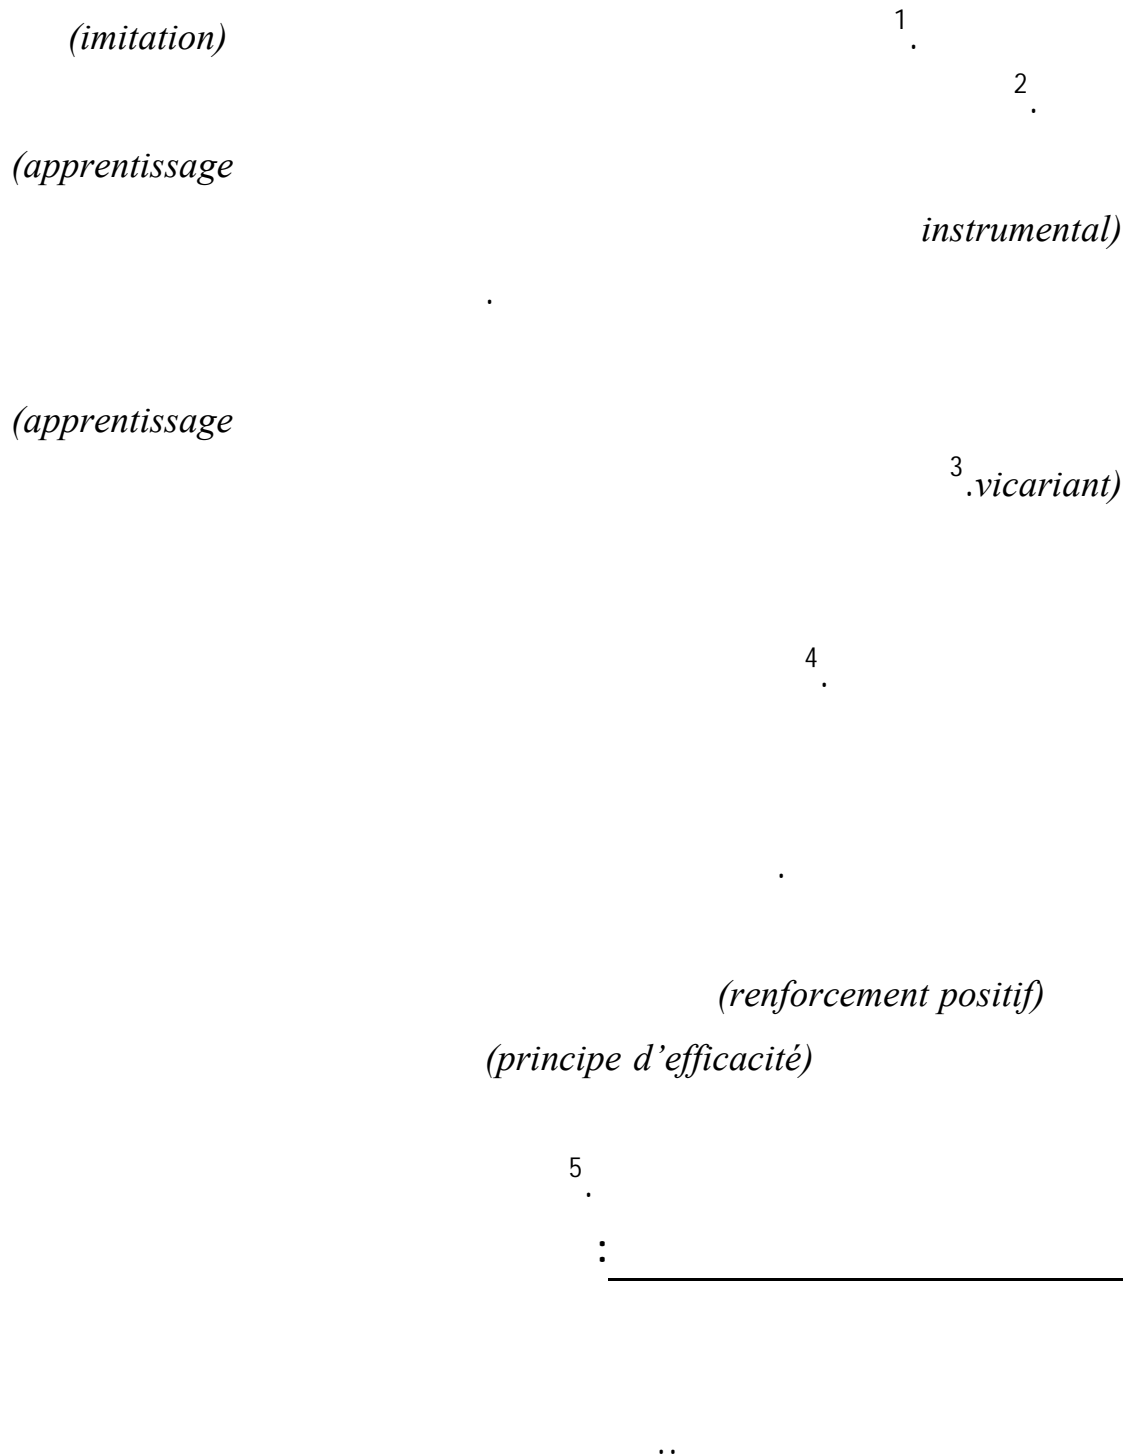 (imitation) 1.
2.
(apprentissage
instrumental)
.
(apprentissage
3.vicariant)
4.
.
(renforcement positif)
(principe d’efficacité)
5.
:
..